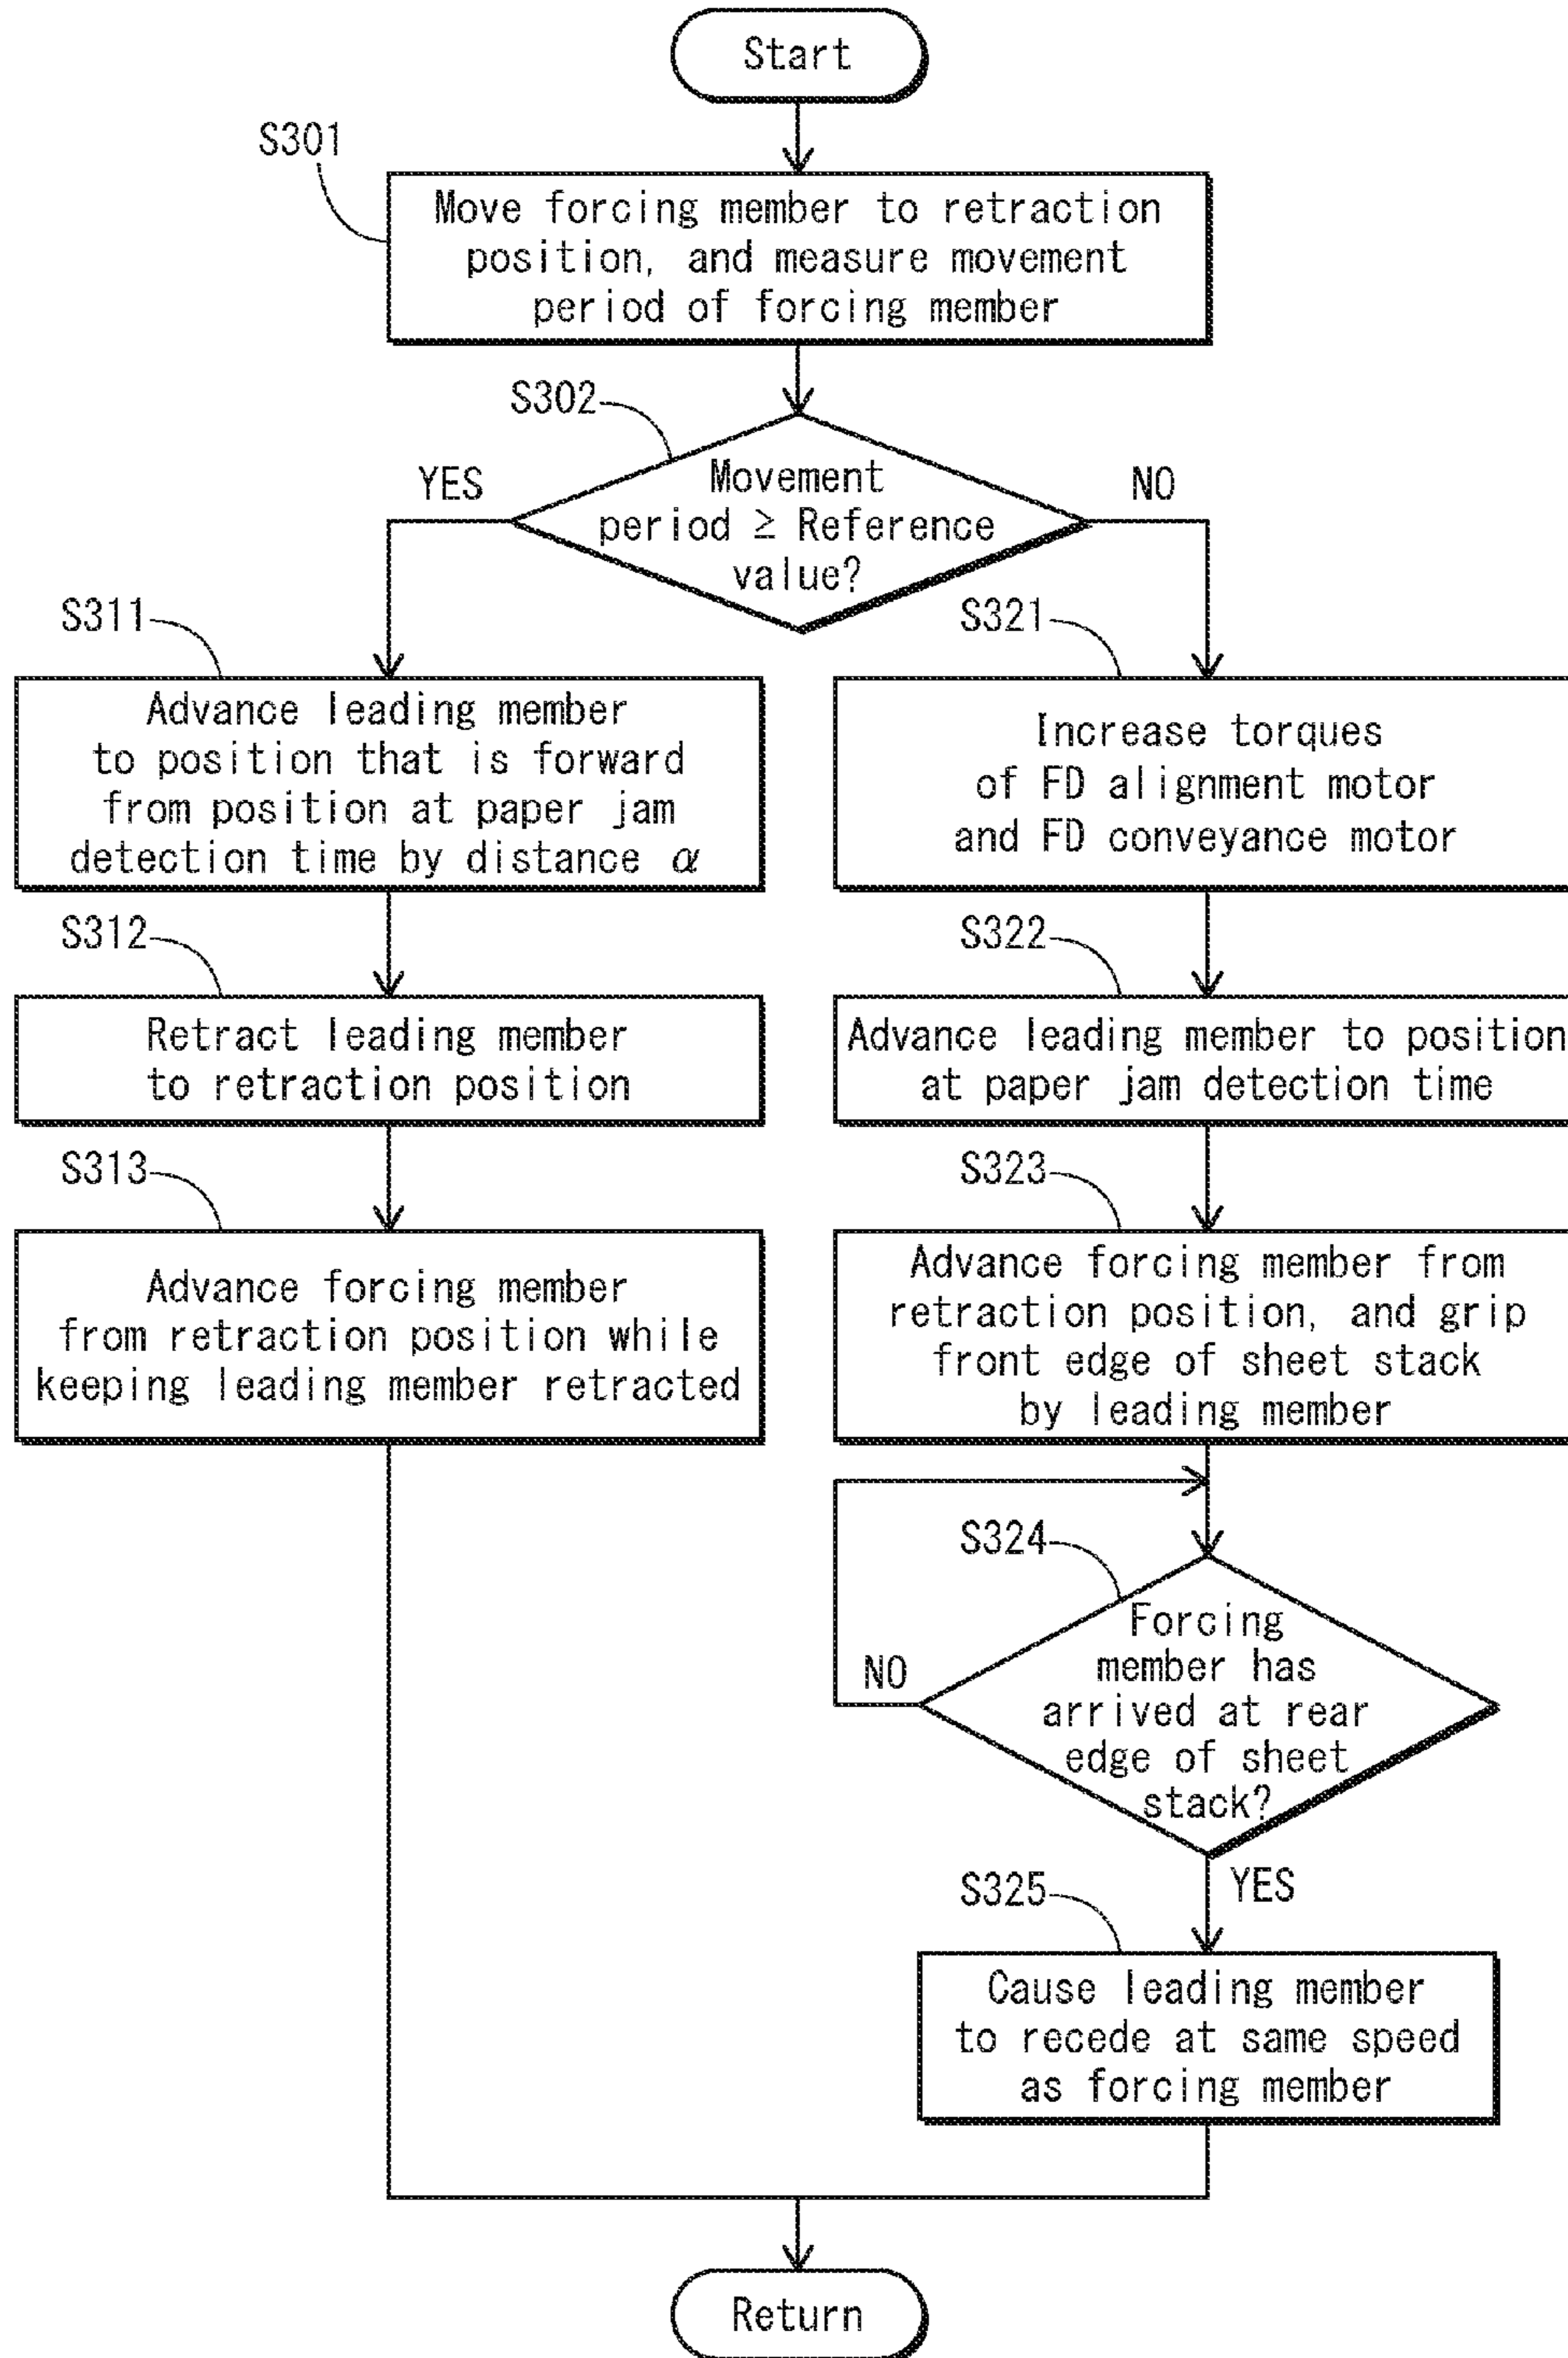 Start
S301
Move forcing member to retraction
position, and measure movement
period of forcing member
S302
Movement
period ≥ Reference
value?
YES
NO
S311
Advance leading member
to position that is forward
from position at paper jam
detection time by distance α
S312
Retract leading member
to retraction position
S313
Advance forcing member
from retraction position while
keeping leading member retracted
S321
Increase torques
of FD alignment motor
and FD conveyance motor
S322
Advance leading member to position
at paper jam detection time
S323
Advance forcing member from
retraction position, and grip
front edge of sheet stack
by leading member
S324
Forcing
member has
arrived at rear
edge of sheet
stack?
NO
YES
S325
Cause leading member
to recede at same speed
as forcing member
Return